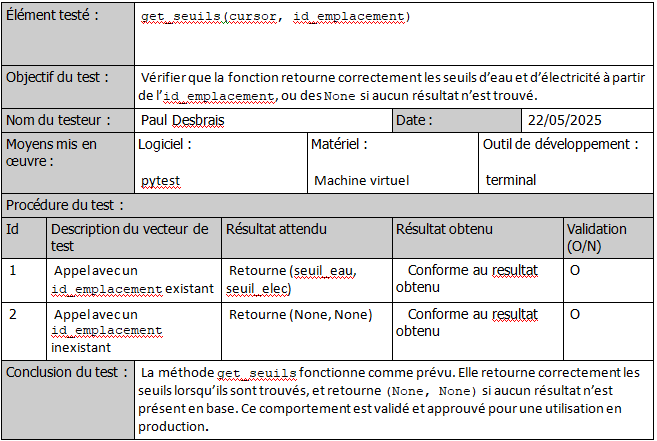 Élément testé : get_seuils(cursor, id_emplacement)
Objectif du test : Vérifier que la fonction retourne correctement les seuils d'eau et d'électricité à partir
de l'id_emplacement, ou des None si aucun résultat n'est trouvé.
Nom du testeur : Paul Desbrais Date : 22/05/2025
Moyens mis en Logiciel : Matériel : Outil de développement :
œuvre :
pytest Machine virtuel terminal
Procédure du test :
Id Description du vecteur de Résultat attendu Résultat obtenu Validation
test (O/N)
1 Appel avec un Retourne (seuil_eau, Conforme au resultat O
id_emplacement existant seuil_elec) obtenu
2 Appel avec un Retourne (None, None) Conforme au resultat O
id_emplacement obtenu
inexistant
Conclusion du test : La méthode get_seuils fonctionne comme prévu. Elle retourne correctement les
seuils lorsqu'ils sont trouvés, et retourne (None, None) si aucun résultat n'est
présent en base. Ce comportement est validé et approuvé pour une utilisation en
production.